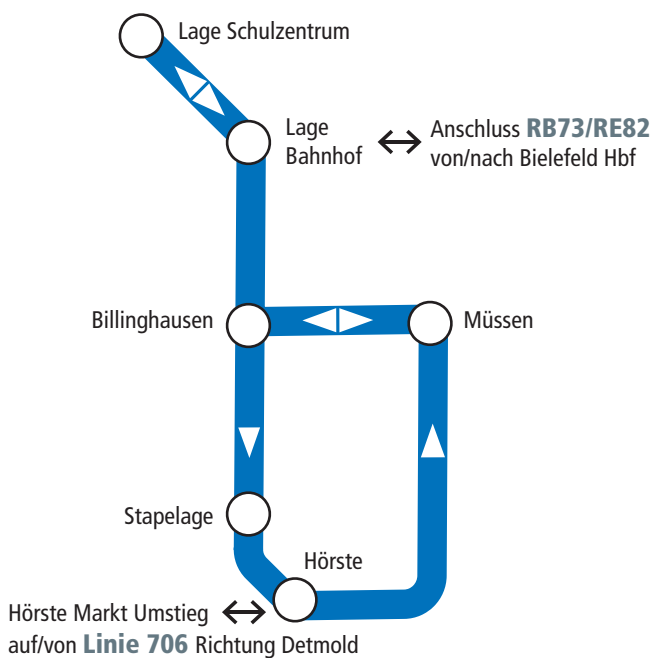 Lage Schulzentrum
Lage
Bahnhof
Anschluss RB73/RE82
von/nach Bielefeld Hbf
Billinghausen
Müssen
Stapelage
Hörste
Hörste Markt Umstieg
auf/von Linie 706 Richtung Detmold